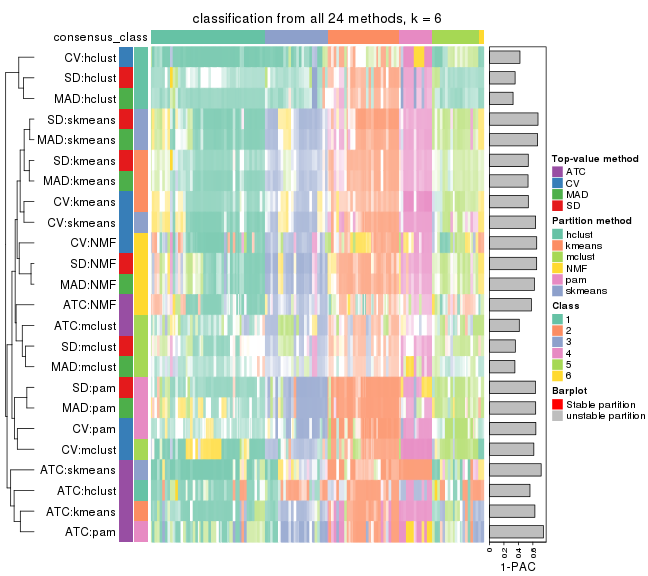 classification from all 24 methods, k = 6
consensus_class
CV:hclust
SD:hclust
MAD:hclust
SD:skmeans
MAD:skmeans
SD:kmeans
MAD:kmeans
CV:kmeans
CV:skmeans
CV:NMF
SD:NMF
MAD:NMF
ATC:NMF
ATC:mclust
SD:mclust
MAD:mclust
SD:pam
MAD:pam
CV:pam
CV:mclust
ATC:skmeans
ATC:hclust
ATC:kmeans
ATC:pam
0
0.2
0.4
0.6
1-PAC
Top-value method
ATC
CV
MAD
SD
Partition method
hclust
kmeans
mclust
NMF
pam
skmeans
Class
1
2
3
4
5
6
Barplot
Stable partition
unstable partition